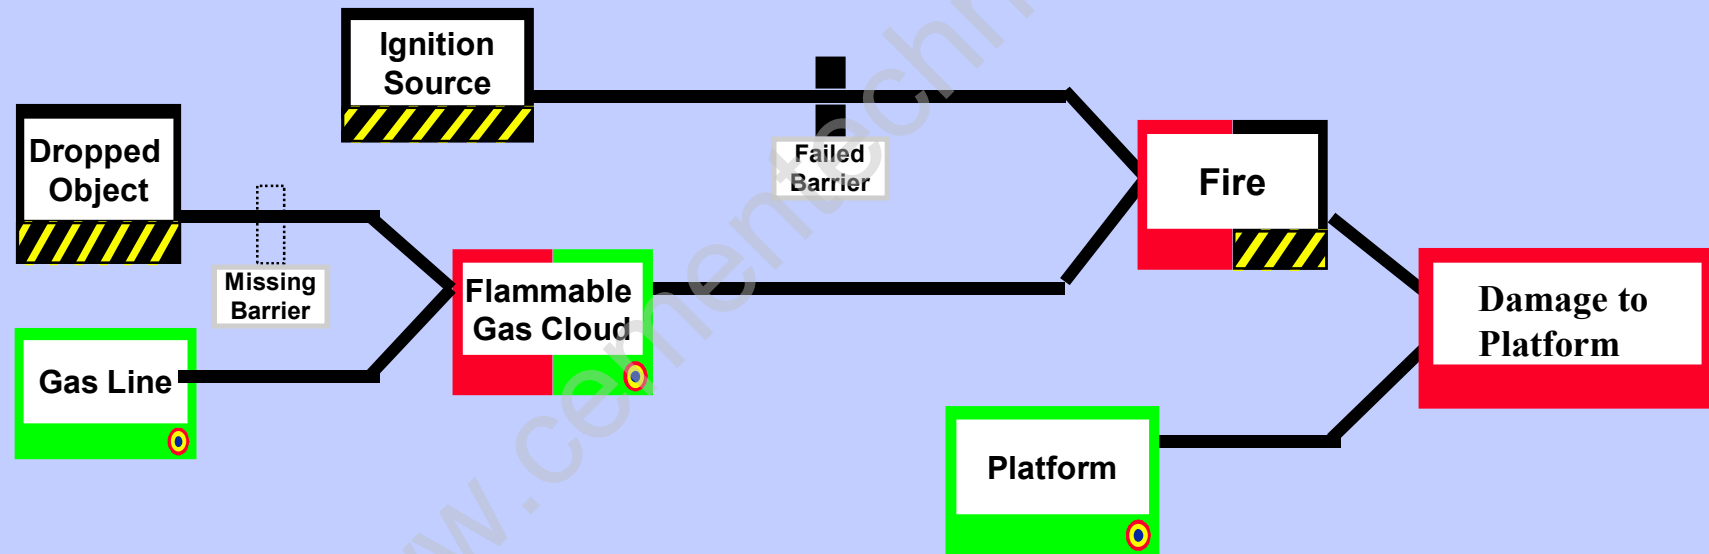 Ignition
Source
Dropped
Object
Failed
Barrier
Fire
Missing
Barrier
Flammable
Gas Cloud
Damage to
Platform
Gas Line
Platform